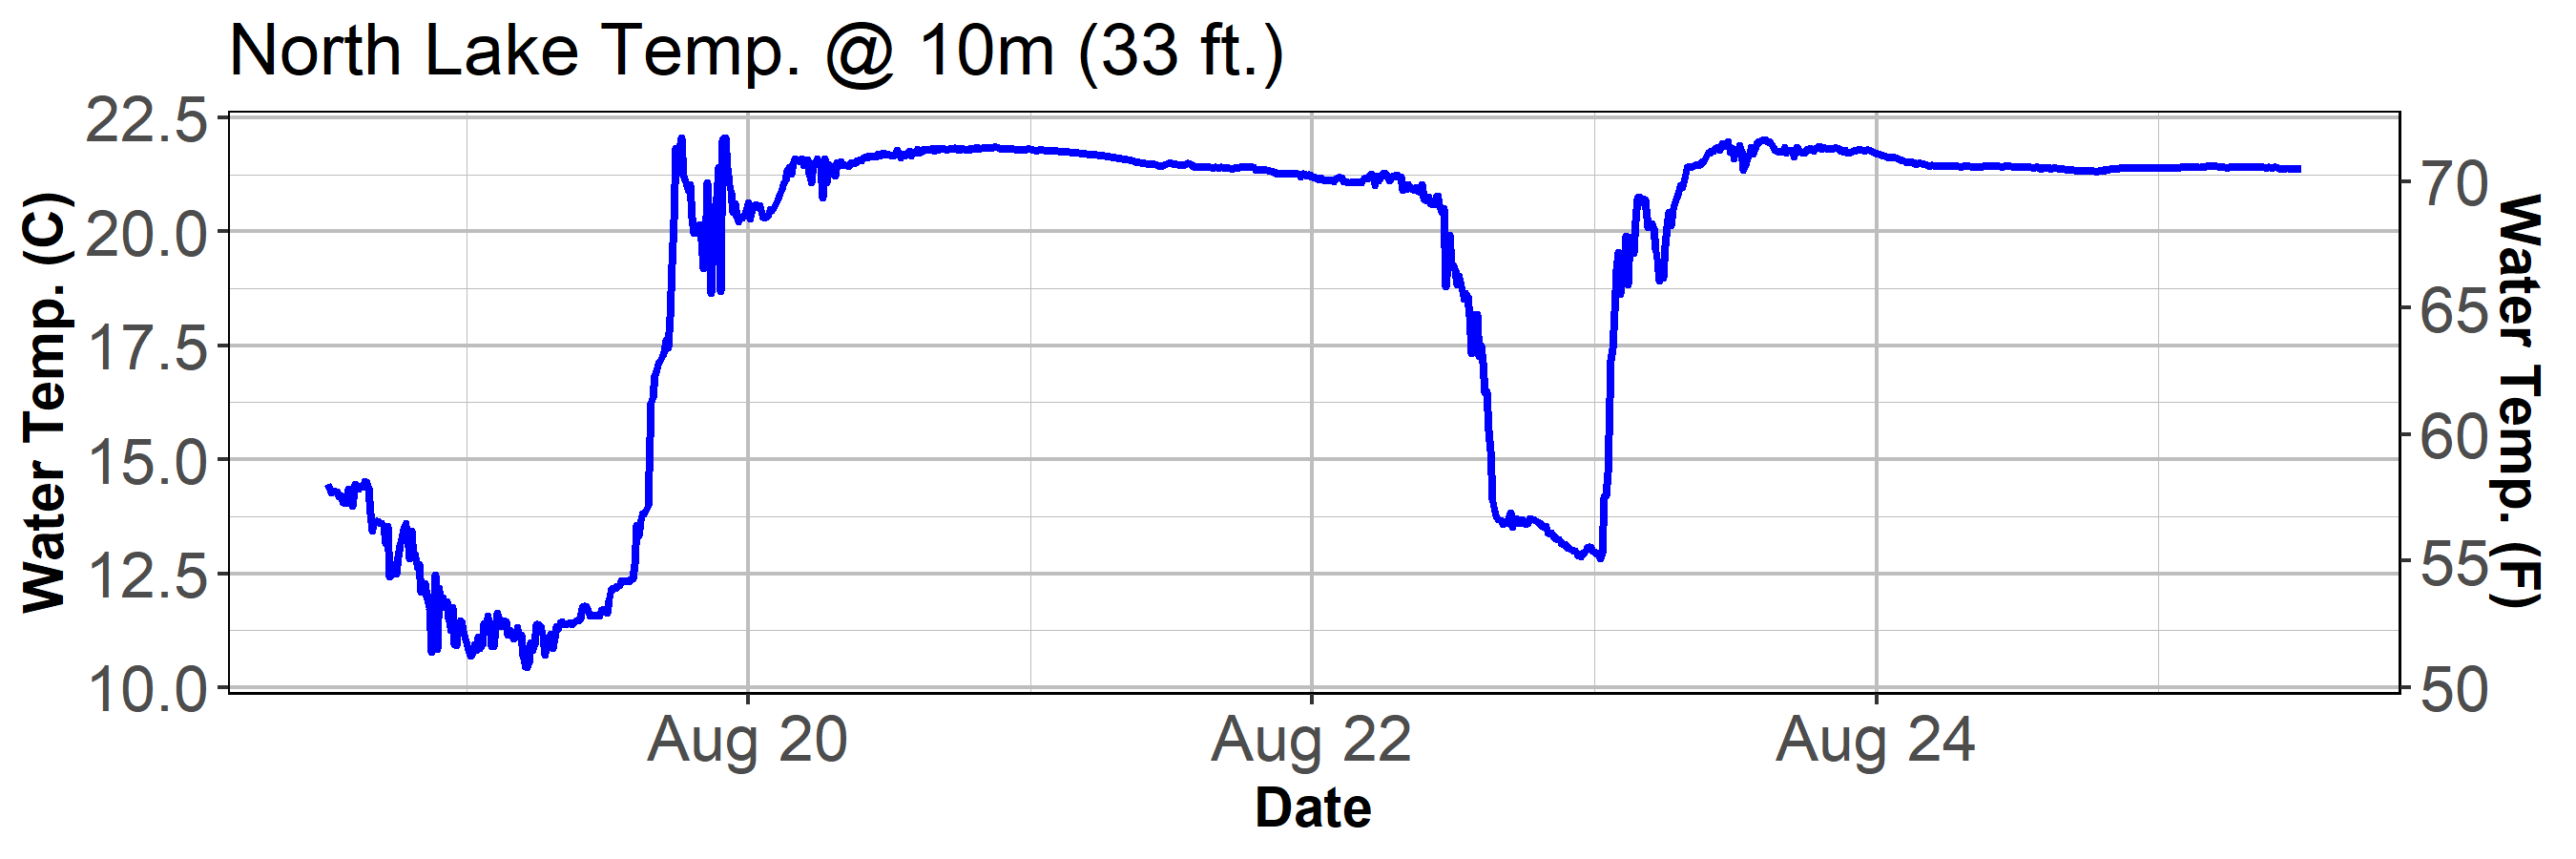 North Lake Temp. @ 10m (33 ft.)
Water Temp. (C)
22.5
20.0
17.5
15.0
12.5
10.0
70
65
60
55
50
Water Temp. (F)
Aug 20 Aug 22 Aug 24
Date